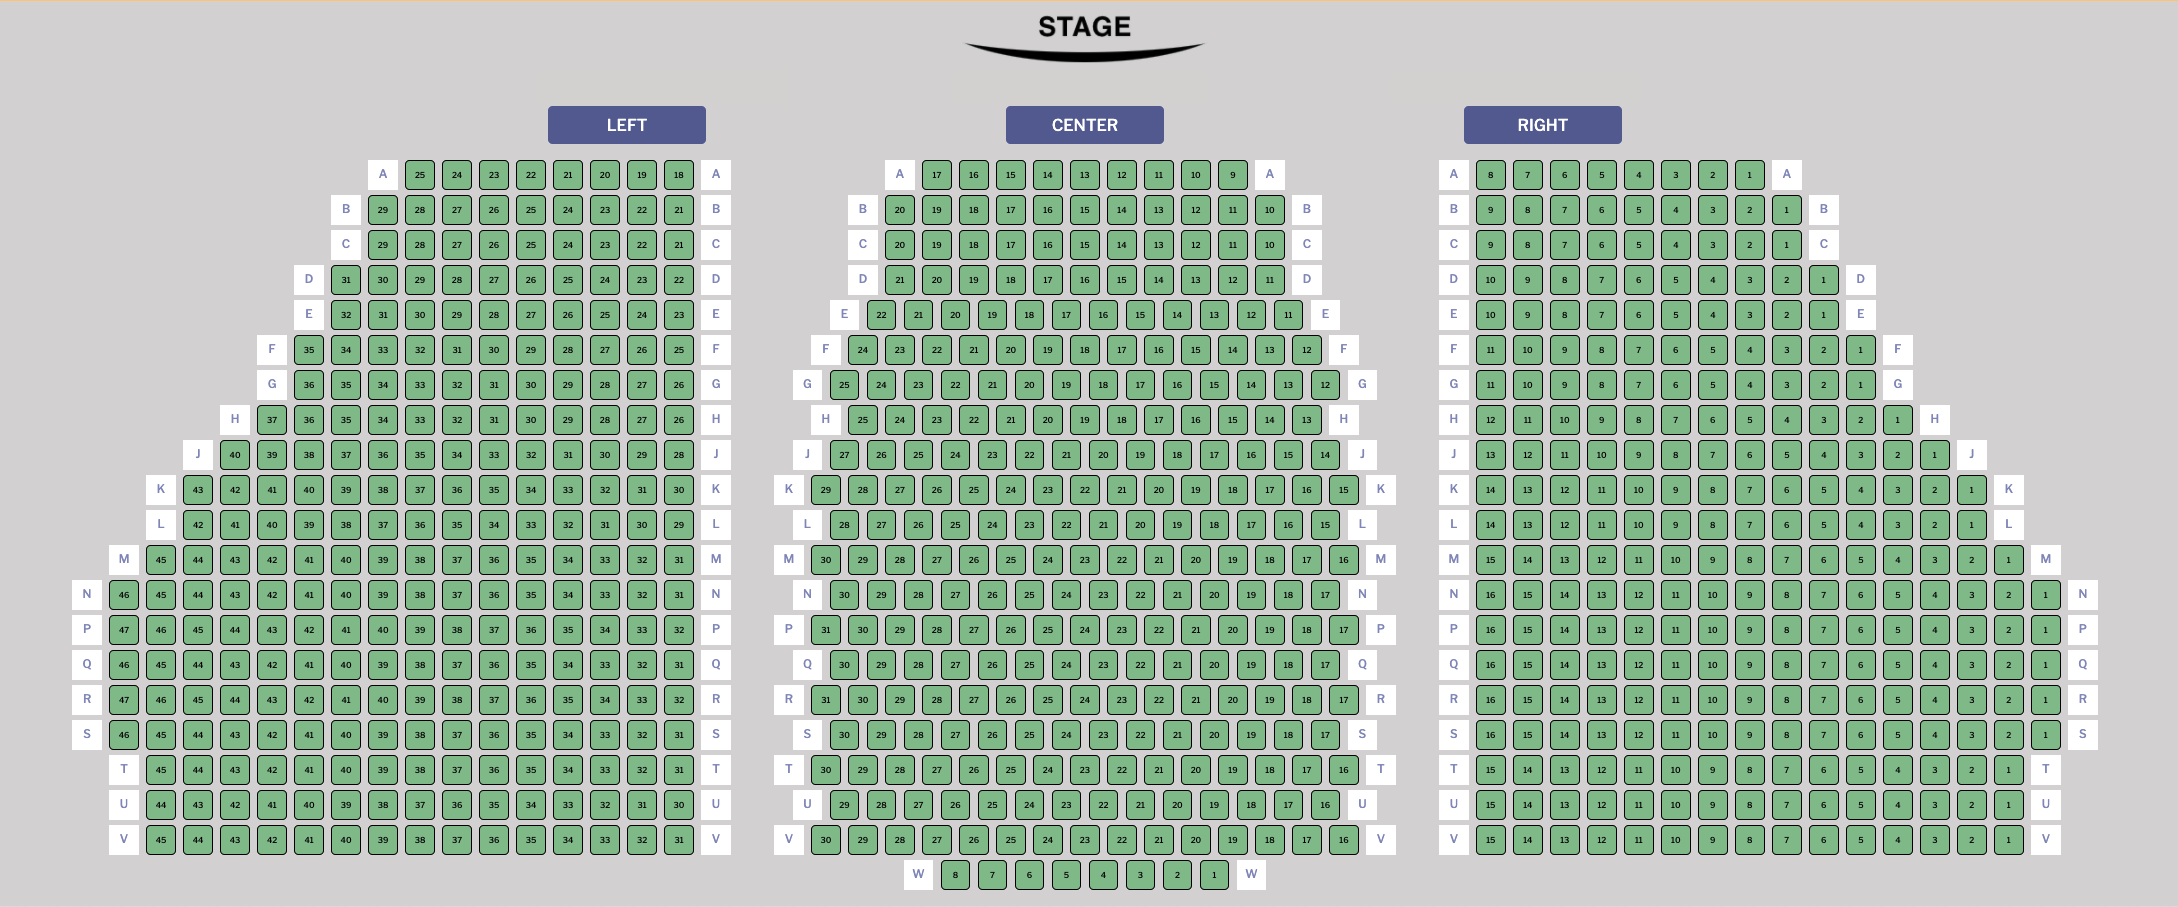 STAGE
LEFT CENTER RIGHT
A 25 24 23 22 21 20 19 18 A A 17 16 15 14 13 12 11 10 9 A A 8 7 6 5 4 3 2 1 A
B 29 28 27 26 25 24 23 22 21 B B 20 19 18 17 16 15 14 13 12 11 10 B B 9 8 7 6 5 4 3 2 1 B
C 29 28 27 26 25 24 23 22 21 C C 20 19 18 17 16 15 14 13 12 11 10 C C 9 8 7 6 5 4 3 2 1 C
D 31 30 29 28 27 26 25 24 23 22 D D 21 20 19 18 17 16 15 14 13 12 11 D D 10 9 8 7 6 5 4 3 2 1 D
E 32 31 30 29 28 27 26 25 24 23 E E 22 21 20 19 18 17 16 15 14 13 12 11 E E 10 9 8 7 6 5 4 3 2 1 E
F 35 34 33 32 31 30 29 28 27 26 25 F F 24 23 22 21 20 19 18 17 16 15 14 13 12 F F 11 10 9 8 7 6 5 4 3 2 1 F
G 36 35 34 33 32 31 30 29 28 27 26 G G 25 24 23 22 21 20 19 18 17 16 15 14 13 12 G G 11 10 9 8 7 6 5 4 3 2 1 G
H 37 36 35 34 33 32 31 30 29 28 27 26 H H 25 24 23 22 21 20 19 18 17 16 15 14 13 H H 12 11 10 9 8 7 6 5 4 3 2 1 H
J 40 39 38 37 36 35 34 33 32 31 30 29 28 J J 27 26 25 24 23 22 21 20 19 18 17 16 15 14 J J 13 12 11 10 9 8 7 6 5 4 3 2 1 J
K 43 42 41 40 39 38 37 36 35 34 33 32 31 30 K K 29 28 27 26 25 24 23 22 21 20 19 18 17 16 15 K K 14 13 12 11 10 9 8 7 6 5 4 3 2 1 K
L 42 41 40 39 38 37 36 35 34 33 32 31 30 29 L L 28 27 26 25 24 23 22 21 20 19 18 17 16 15 L L 14 13 12 11 10 9 8 7 6 5 4 3 2 1 L
M 45 44 43 42 41 40 39 38 37 36 35 34 33 32 31 M M 30 29 28 27 26 25 24 23 22 21 20 19 18 17 16 M M 15 14 13 12 11 10 9 8 7 6 5 4 3 2 1 M
N 46 45 44 43 42 41 40 39 38 37 36 35 34 33 32 31 N N 30 29 28 27 26 25 24 23 22 21 20 19 18 17 N N 16 15 14 13 12 11 10 9 8 7 6 5 4 3 2 1 N
P 47 46 45 44 43 42 41 40 39 38 37 36 35 34 33 32 P P 31 30 29 28 27 26 25 24 23 22 21 20 19 18 17 P P 16 15 14 13 12 11 10 9 8 7 6 5 4 3 2 1 P
Q 46 45 44 43 42 41 40 39 38 37 36 35 34 33 32 31 Q Q 30 29 28 27 26 25 24 23 22 21 20 19 18 17 Q Q 16 15 14 13 12 11 10 9 8 7 6 5 4 3 2 1 Q
R 47 46 45 44 43 42 41 40 39 38 37 36 35 34 33 32 R R 31 30 29 28 27 26 25 24 23 22 21 20 19 18 17 R R 16 15 14 13 12 11 10 9 8 7 6 5 4 3 2 1 R
S 46 45 44 43 42 41 40 39 38 37 36 35 34 33 32 31 S S 30 29 28 27 26 25 24 23 22 21 20 19 18 17 S S 16 15 14 13 12 11 10 9 8 7 6 5 4 3 2 1 S
T 45 44 43 42 41 40 39 38 37 36 35 34 33 32 31 T T 30 29 28 27 26 25 24 23 22 21 20 19 18 17 16 T T 15 14 13 12 11 10 9 8 7 6 5 4 3 2 1 T
U 44 43 42 41 40 39 38 37 36 35 34 33 32 31 30 U U 29 28 27 26 25 24 23 22 21 20 19 18 17 16 U U 15 14 13 12 11 10 9 8 7 6 5 4 3 2 1 U
V 45 44 43 42 41 40 39 38 37 36 35 34 33 32 31 V V 30 29 28 27 26 25 24 23 22 21 20 19 18 17 16 V V 15 14 13 12 11 10 9 8 7 6 5 4 3 2 1 V
W 8 7 6 5 4 3 2 1 W